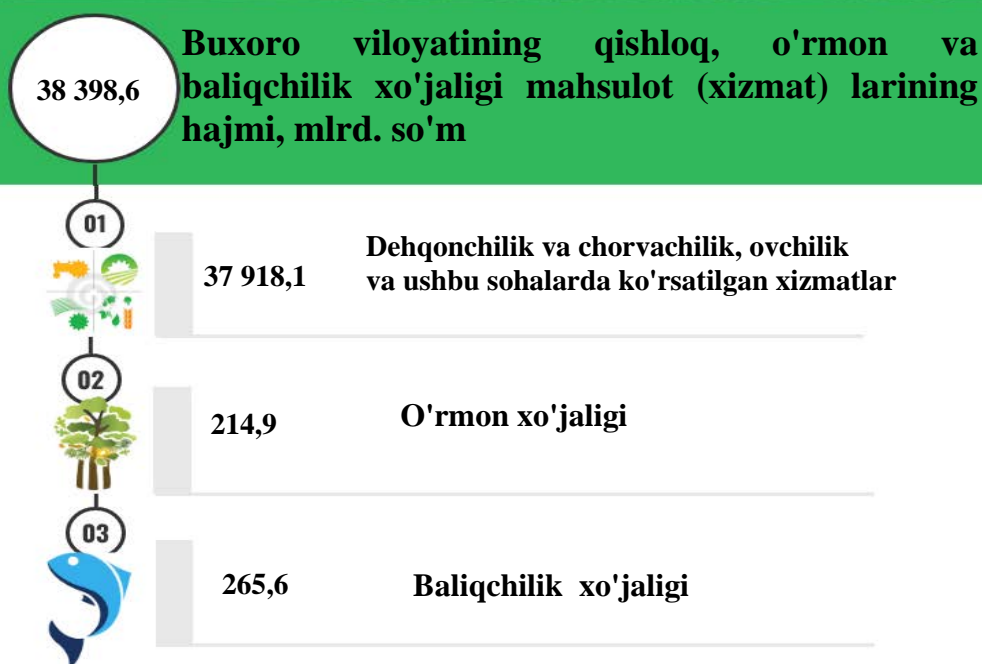 38 398,6
Buxoro viloyatining qishloq, o'rmon va
baliqchilik xo'jaligi mahsulot (xizmat) larining
hajmi, mlrd. so'm
01
37 918,1
Dehqonchilik va chorvachilik, ovchilik
va ushbu sohalarda ko'rsatilgan xizmatlar
02
214,9
O'rmon xo'jaligi
03
265,6
Baliqchilik xo'jaligi